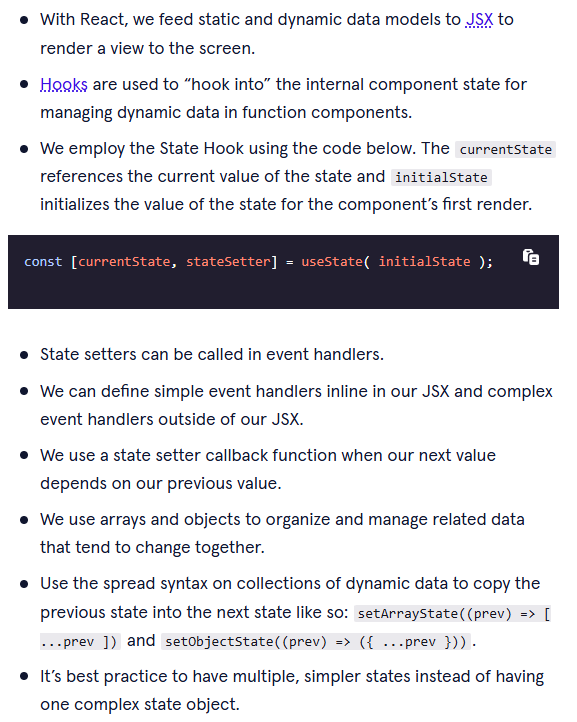 With React, we feed static and dynamic data models to JSX to
render a view to the screen.
Hooks are used to “hook into” the internal component state for
managing dynamic data in function components.
We employ the State Hook using the code below. The currentState
references the current value of the state and initialState
initializes the value of the state for the component’s first render.
const [currentState, stateSetter] = useState( initialState );
State setters can be called in event handlers.
We can define simple event handlers inline in our JSX and complex
event handlers outside of our JSX.
We use a state setter callback function when our next value
depends on our previous value.
We use arrays and objects to organize and manage related data
that tend to change together.
Use the spread syntax on collections of dynamic data to copy the
previous state into the next state like so: setArrayState((prev) => [
...prev ]) and setObjectState((prev) => ({ ...prev })).
It’s best practice to have multiple, simpler states instead of having
one complex state object.